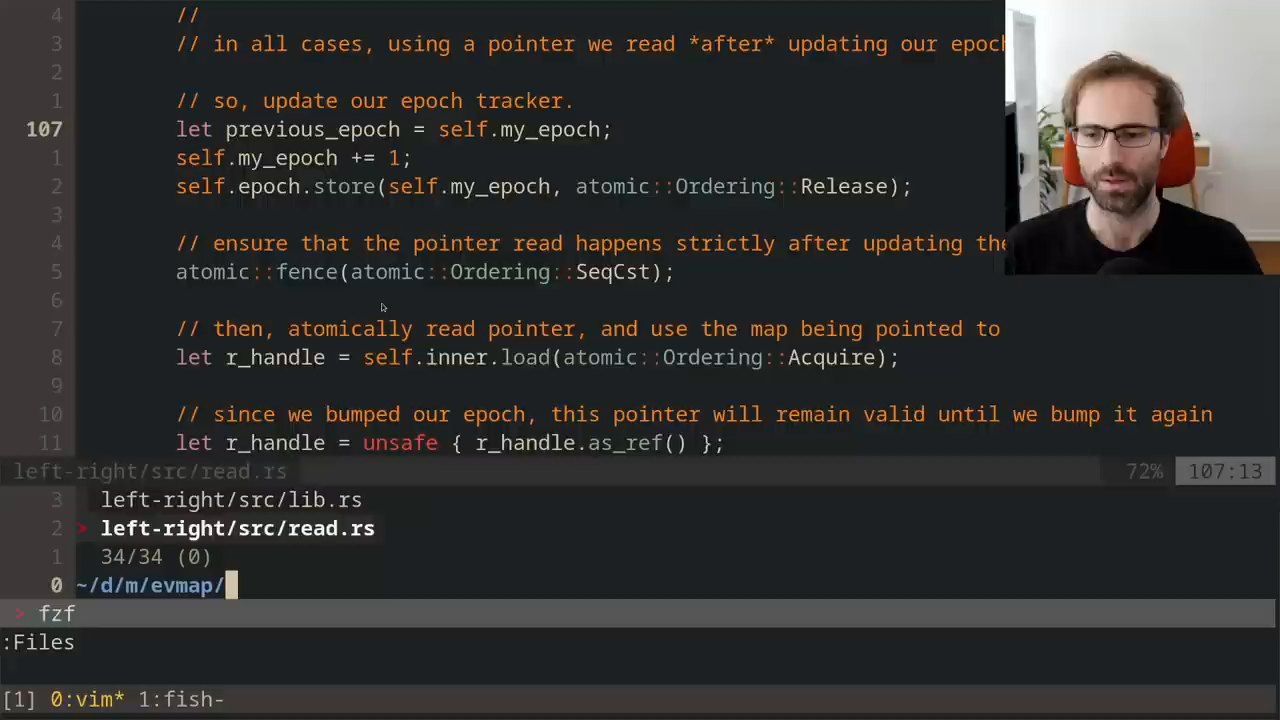 4 //
3 // in all cases, using a pointer we read *after* updating our epoch
2
1 // so, update our epoch tracker.
107 let previous_epoch = self.my_epoch;
1 self.my_epoch += 1;
2 self.epoch.store(self.my_epoch, atomic::Ordering::Release);
3
4 // ensure that the pointer read happens strictly after updating the
5 atomic::fence(atomic::Ordering::SeqCst);
6
7 // then, atomically read pointer, and use the map being pointed to
8 let r_handle = self.inner.load(atomic::Ordering::Acquire);
9
10 // since we bumped our epoch, this pointer will remain valid until we bump it again
11 let r_handle = unsafe { r_handle.as_ref() };
left-right/src/read.rs 72% 107:13
3 left-right/src/lib.rs
2 > left-right/src/read.rs
1 34/34 (0)
0 ~/d/m/evmap/
> fzf
:Files
[1] 0:vim* 1:fish-